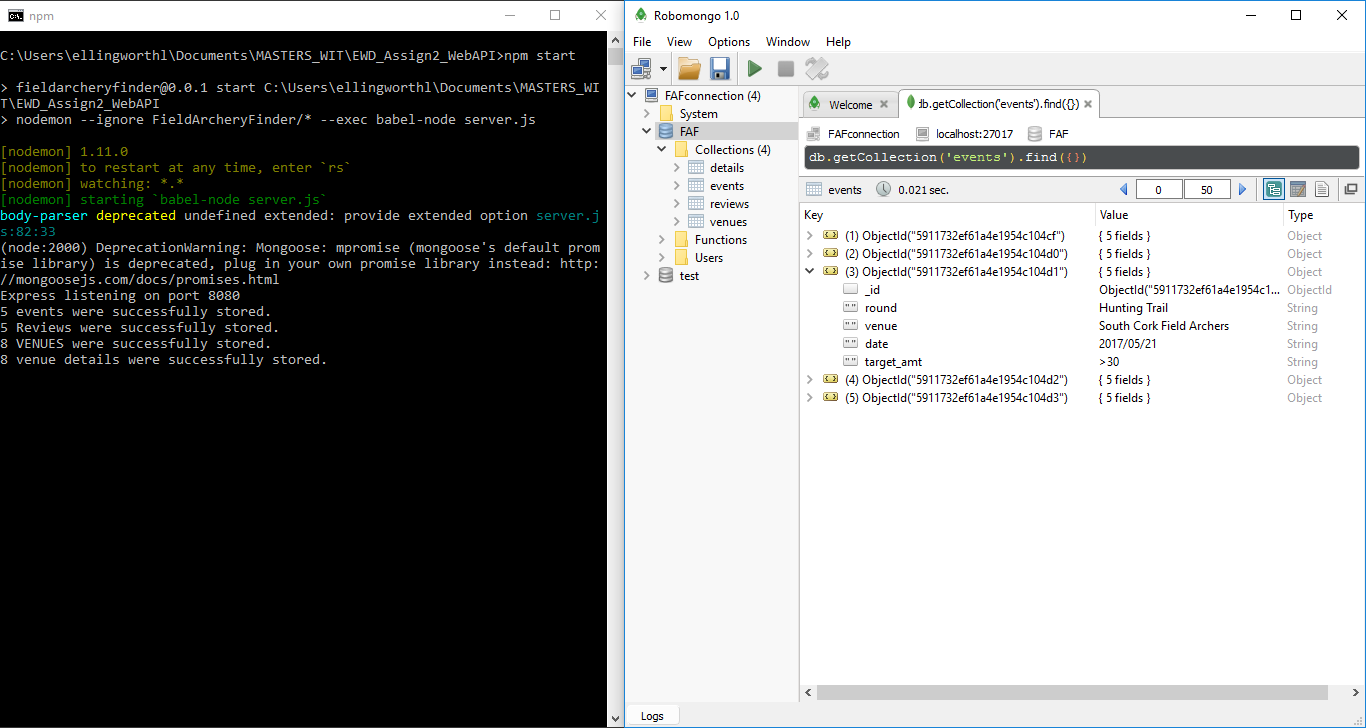 npm
C:\Users\ellingworthl\Documents\MASTERS_WIT\EWD_Assign2_WebAPI>npm start
> fieldarcheryfinder@0.0.1 start C:\Users\ellingworthl\Documents\MASTERS_WI
T\EWD_Assign2_WebAPI
> nodemon --ignore FieldArcheryFinder/* --exec babel-node server.js
[nodemon] 1.11.0
[nodemon] to restart at any time, enter `rs`
[nodemon] watching: *.*
[nodemon] starting `babel-node server.js`
body-parser deprecated undefined extended: provide extended option server.j
s:82:33
(node:2000) DeprecationWarning: Mongoose: mpromise (mongoose's default prom
ise library) is deprecated, plug in your own promise library instead: http:
//mongoosejs.com/docs/promises.html
Express listening on port 8080
5 events were successfully stored.
5 Reviews were successfully stored.
8 VENUES were successfully stored.
8 venue details were successfully stored.
Robomongo 1.0
File View Options Window Help
FAFconnection (4)
System
FAF
Collections (4)
details
events
reviews
venues
Functions
Users
test
Welcome db.getCollection('events').find({})
FAFconnection localhost:27017 FAF
db.getCollection('events').find({})
events 0.021 sec. 0 50
Key Value Type
(1) ObjectId("5911732ef61a4e1954c104cf") { 5 fields } Object
(2) ObjectId("5911732ef61a4e1954c104d0") { 5 fields } Object
(3) ObjectId("5911732ef61a4e1954c104d1") { 5 fields } Object
_id ObjectId("5911732ef61a4e1954c1... ObjectId
round Hunting Trail String
venue South Cork Field Archers String
date 2017/05/21 String
target_amt >30 String
(4) ObjectId("5911732ef61a4e1954c104d2") { 5 fields } Object
(5) ObjectId("5911732ef61a4e1954c104d3") { 5 fields } Object
Logs